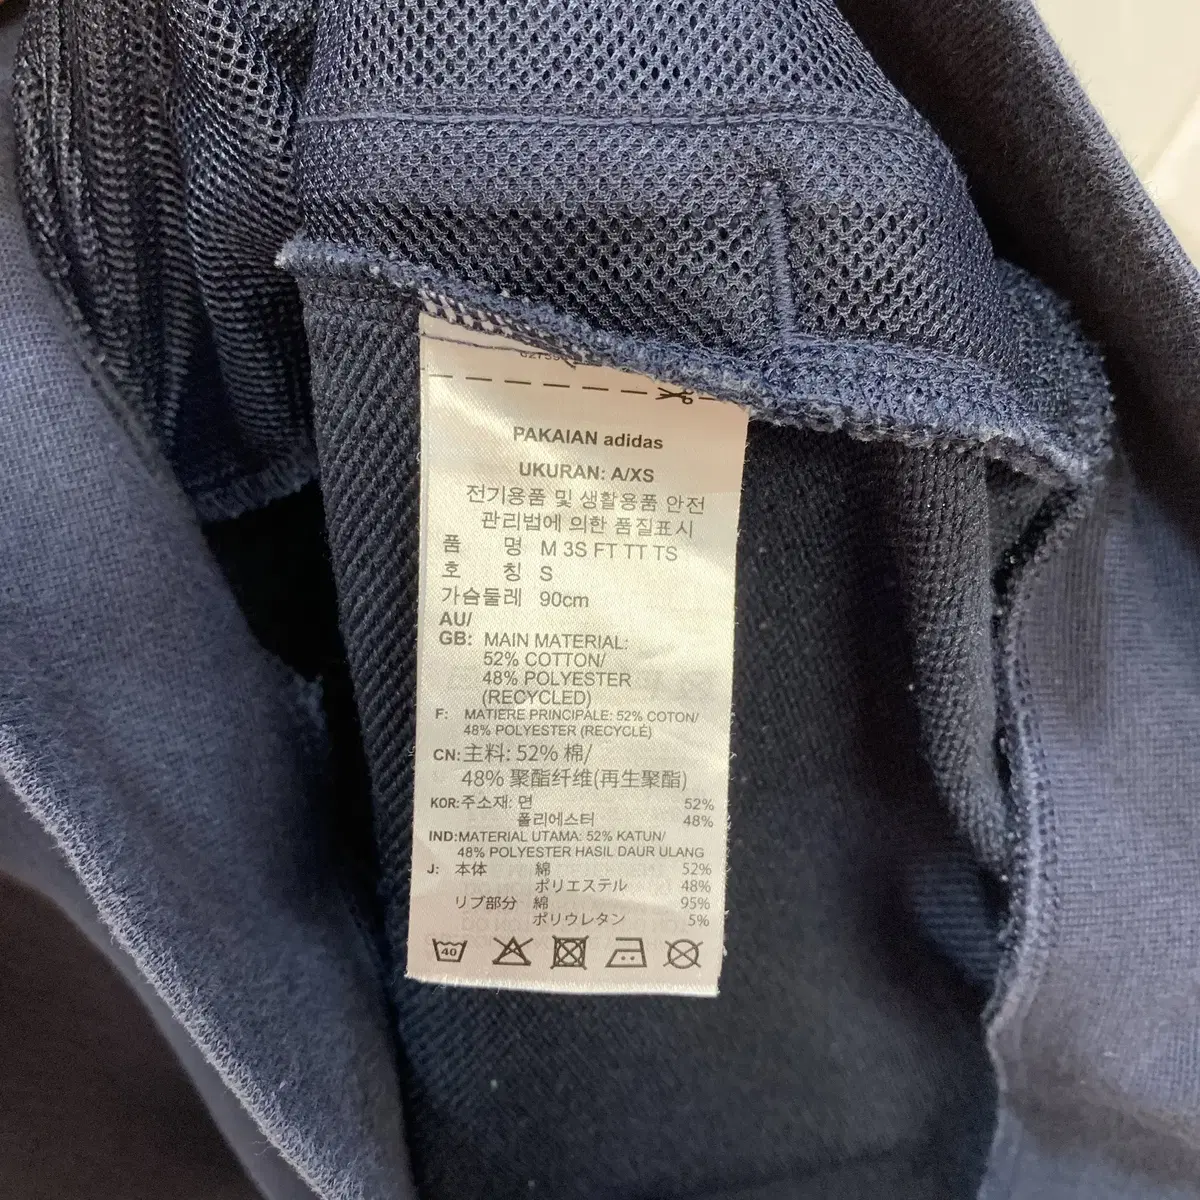 PAKAIAN adidas
UKURAN: A/XS
전기용품 및 생활용품 안전
관리법에 의한 품질표시
품 명 M 3S FT TT TS
호 칭 S
가슴둘레 90cm
AU/
GB: MAIN MATERIAL:
52% COTTON/
48% POLYESTER
(RECYCLED)
F: MATIERE PRINCIPALE: 52% COTON/
48% POLYESTER (RECYCLÉ)
CN:主料: 52% 棉/
48% 聚酯纤维(再生聚酯)
KOR:주소재: 면 52%
폴리에스터 48%
IND:MATERIAL UTAMA: 52% KATUN/
48% POLYESTER HASIL DAUR ULANG
J: 本体 綿 52%
ポリエステル 48%
リブ部分 綿 95%
ポリウレタン 5%
40